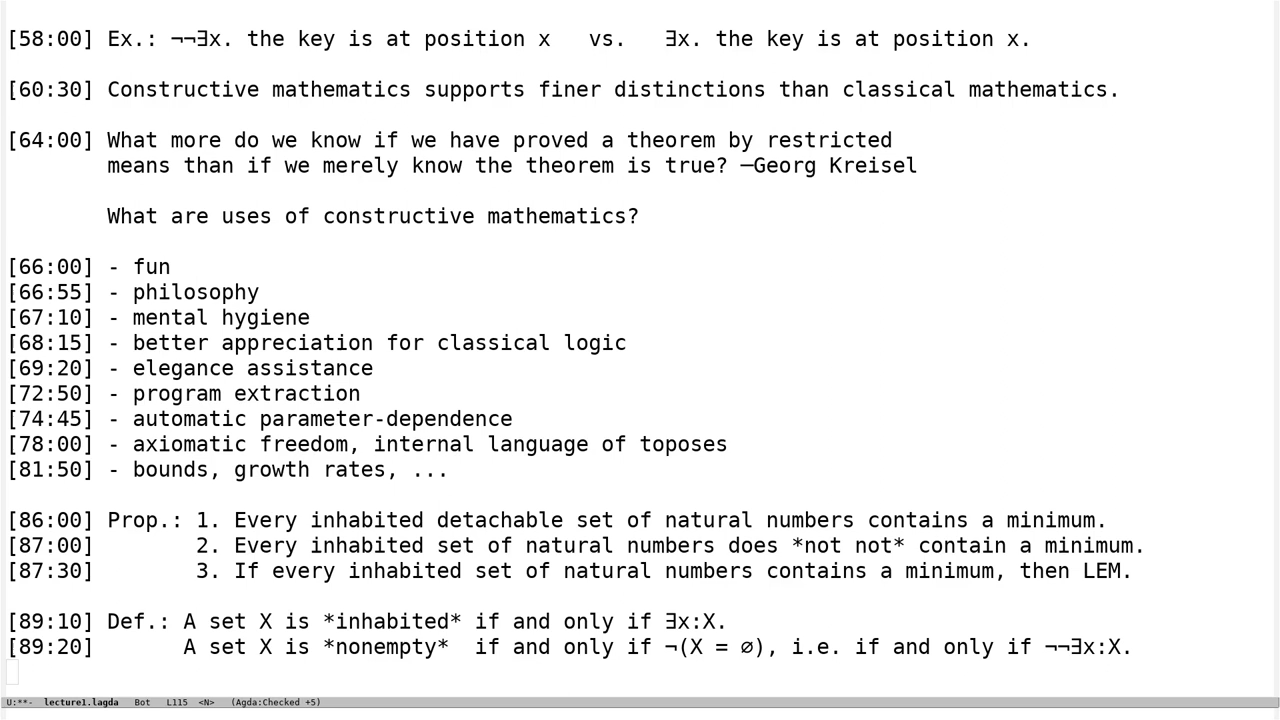 [58:00] Ex.: ¬¬∃x. the key is at position x   vs.   ∃x. the key is at position x.
[60:30] Constructive mathematics supports finer distinctions than classical mathematics.
[64:00] What more do we know if we have proved a theorem by restricted
means than if we merely know the theorem is true? —Georg Kreisel
What are uses of constructive mathematics?
[66:00] - fun
[66:55] - philosophy
[67:10] - mental hygiene
[68:15] - better appreciation for classical logic
[69:20] - elegance assistance
[72:50] - program extraction
[74:45] - automatic parameter-dependence
[78:00] - axiomatic freedom, internal language of toposes
[81:50] - bounds, growth rates, ...
[86:00] Prop.: 1. Every inhabited detachable set of natural numbers contains a minimum.
[87:00]        2. Every inhabited set of natural numbers does *not not* contain a minimum.
[87:30]        3. If every inhabited set of natural numbers contains a minimum, then LEM.
[89:10] Def.: A set X is *inhabited* if and only if ∃x:X.
[89:20]       A set X is *nonempty*  if and only if ¬(X = ∅), i.e. if and only if ¬¬∃x:X.
U:**-  lecture1.lagda   Bot   L115  <N>   (Agda:Checked +5)